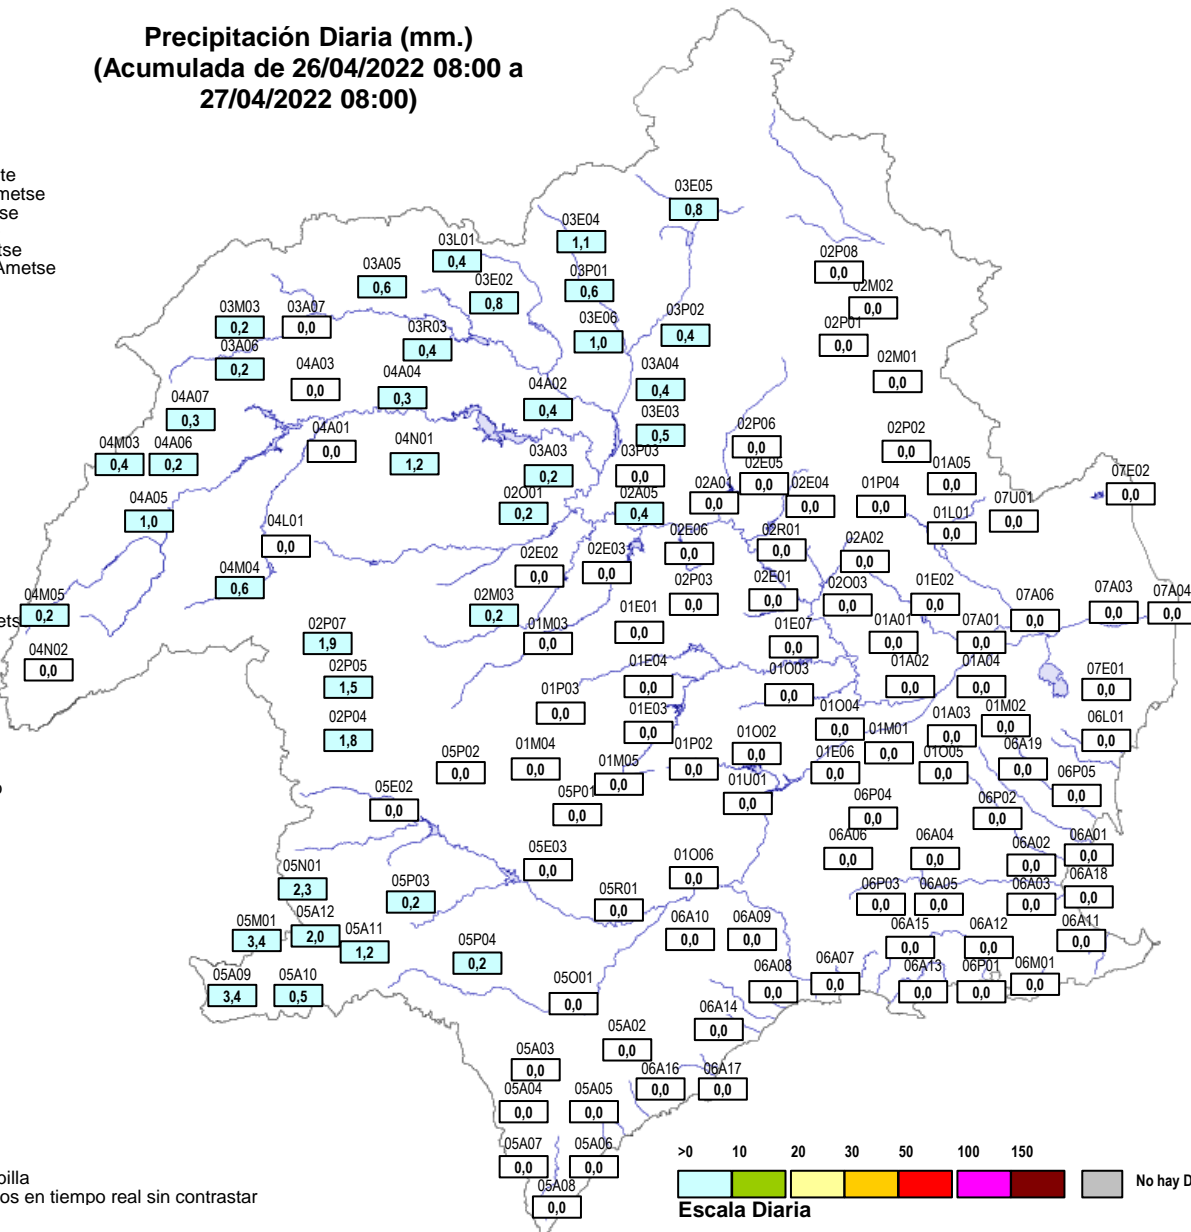 Precipitación Diaria (mm.)
(Acumulada de 26/04/2022 08:00 a
27/04/2022 08:00)
te
metse
se
tse
Ametse
ets
o
oilla
os en tiempo real sin contrastar
03E05
0,8
03E04
1,1
03L01
0,4
03A05
0,6
03E02
0,8
03P01
0,6
02P08
0,0
02M02
0,0
03M03
0,2
03A07
0,0
03R03
0,4
03E06
1,0
03P02
0,4
02P01
0,0
03A06
0,2
04A03
0,0
04A04
0,3
04A02
0,4
03A04
0,4
02M01
0,0
04A07
0,3
03E03
0,5
04M03
0,4
04A06
0,2
04A01
0,0
04N01
1,2
03A03
0,2
03P03
0,0
02P06
0,0
02P02
0,0
02E05
0,0
01A05
0,0
07E02
0,0
04A05
1,0
02O01
0,2
02A05
0,4
02A01
0,0
02E04
0,0
01P04
0,0
07U01
0,0
01L01
0,0
04L01
0,0
02E06
0,0
02R01
0,0
02A02
0,0
04M04
0,6
02E02
0,0
02E03
0,0
02P03
0,0
02E01
0,0
02O03
0,0
01E02
0,0
07A06
0,0
07A03
0,0
07A04
0,0
04M05
0,2
02M03
0,2
01E01
0,0
04N02
0,0
02P07
1,9
01M03
0,0
01E07
0,0
01A01
0,0
07A01
0,0
02P05
1,5
01E04
0,0
01O03
0,0
01A02
0,0
01A04
0,0
07E01
0,0
01P03
0,0
01E03
0,0
01O04
0,0
01A03
0,0
01M02
0,0
06L01
0,0
02P04
1,8
05P02
0,0
01M04
0,0
01M05
0,0
01P02
0,0
01O02
0,0
01E06
0,0
01M01
0,0
01O05
0,0
06A19
0,0
06P05
0,0
05E02
0,0
05P01
0,0
01U01
0,0
06P04
0,0
06P02
0,0
05E03
0,0
01O06
0,0
06A06
0,0
06A04
0,0
06A02
0,0
06A01
0,0
05N01
2,3
05P03
0,2
05R01
0,0
06P03
0,0
06A05
0,0
06A03
0,0
06A18
0,0
05M01
3,4
05A12
2,0
05A11
1,2
05P04
0,2
06A10
0,0
06A09
0,0
06A15
0,0
06A12
0,0
06A11
0,0
05A09
3,4
05A10
0,5
05O01
0,0
06A08
0,0
06A07
0,0
06A13
0,0
06P01
0,0
06M01
0,0
05A02
0,0
06A14
0,0
05A03
0,0
06A16
0,0
06A17
0,0
05A04
0,0
05A05
0,0
05A07
0,0
05A06
0,0
05A08
0,0
>0 10 20 30 50 100 150
No hay D
Escala Diaria